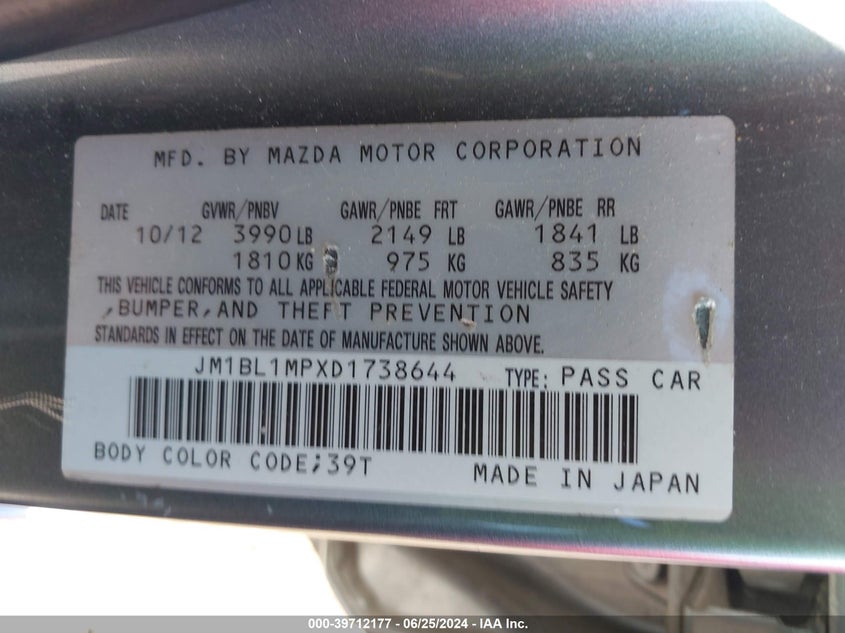 MFD. BY MAZDA MOTOR CORPORATION
DATE GVWR/PNBV GAWR/PNBE FRT GAWR/PNBE RR
10/12 3990 LB 2149 LB 1841 LB
1810 KG 975 KG 835 KG
THIS VEHICLE CONFORMS TO ALL APPLICABLE FEDERAL MOTOR VEHICLE SAFETY
,BUMPER,AND THEFT PREVENTION
STANDARDS IN EFFECT ON THE DATE OF MANUFACTURE SHOWN ABOVE.
JM1BL1MPXD1738644 TYPE: PASS CAR
BODY COLOR CODE;39T MADE IN JAPAN
000-39712177 - 06/25/2024 - IAA, Inc.